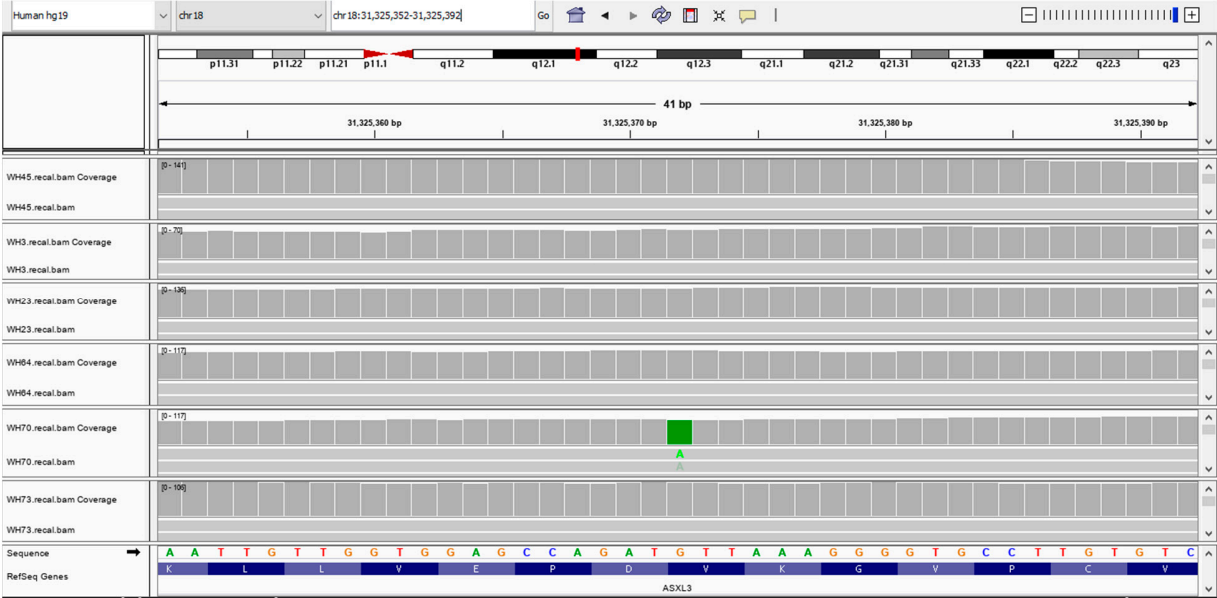 Human hg19 chr18 chr18:31,325,352-31,325,392 Go
p11.31 p11.22 p11.21 p11.1 q11.2 q12.1 q12.2 q12.3 q21.1 q21.2 q21.31 q21.33 q22.1 q22.2 q22.3 q23
41 bp
31,325,360 bp 31,325,370 bp 31,325,380 bp 31,325,390 bp
[0 - 141]
WH45.recal.bam Coverage
WH45.recal.bam
[0 - 70]
WH3.recal.bam Coverage
WH3.recal.bam
[0 - 136]
WH23.recal.bam Coverage
WH23.recal.bam
[0 - 117]
WH64.recal.bam Coverage
WH64.recal.bam
[0 - 117]
WH70.recal.bam Coverage
A
WH70.recal.bam
A
[0 - 106]
WH73.recal.bam Coverage
WH73.recal.bam
Sequence A A T T G T T G G T G G A G C C A G A T G T T A A A G G G G T G C C T T G T G T C
K L L V E P D V K G V P C V
RefSeq Genes
ASXL3